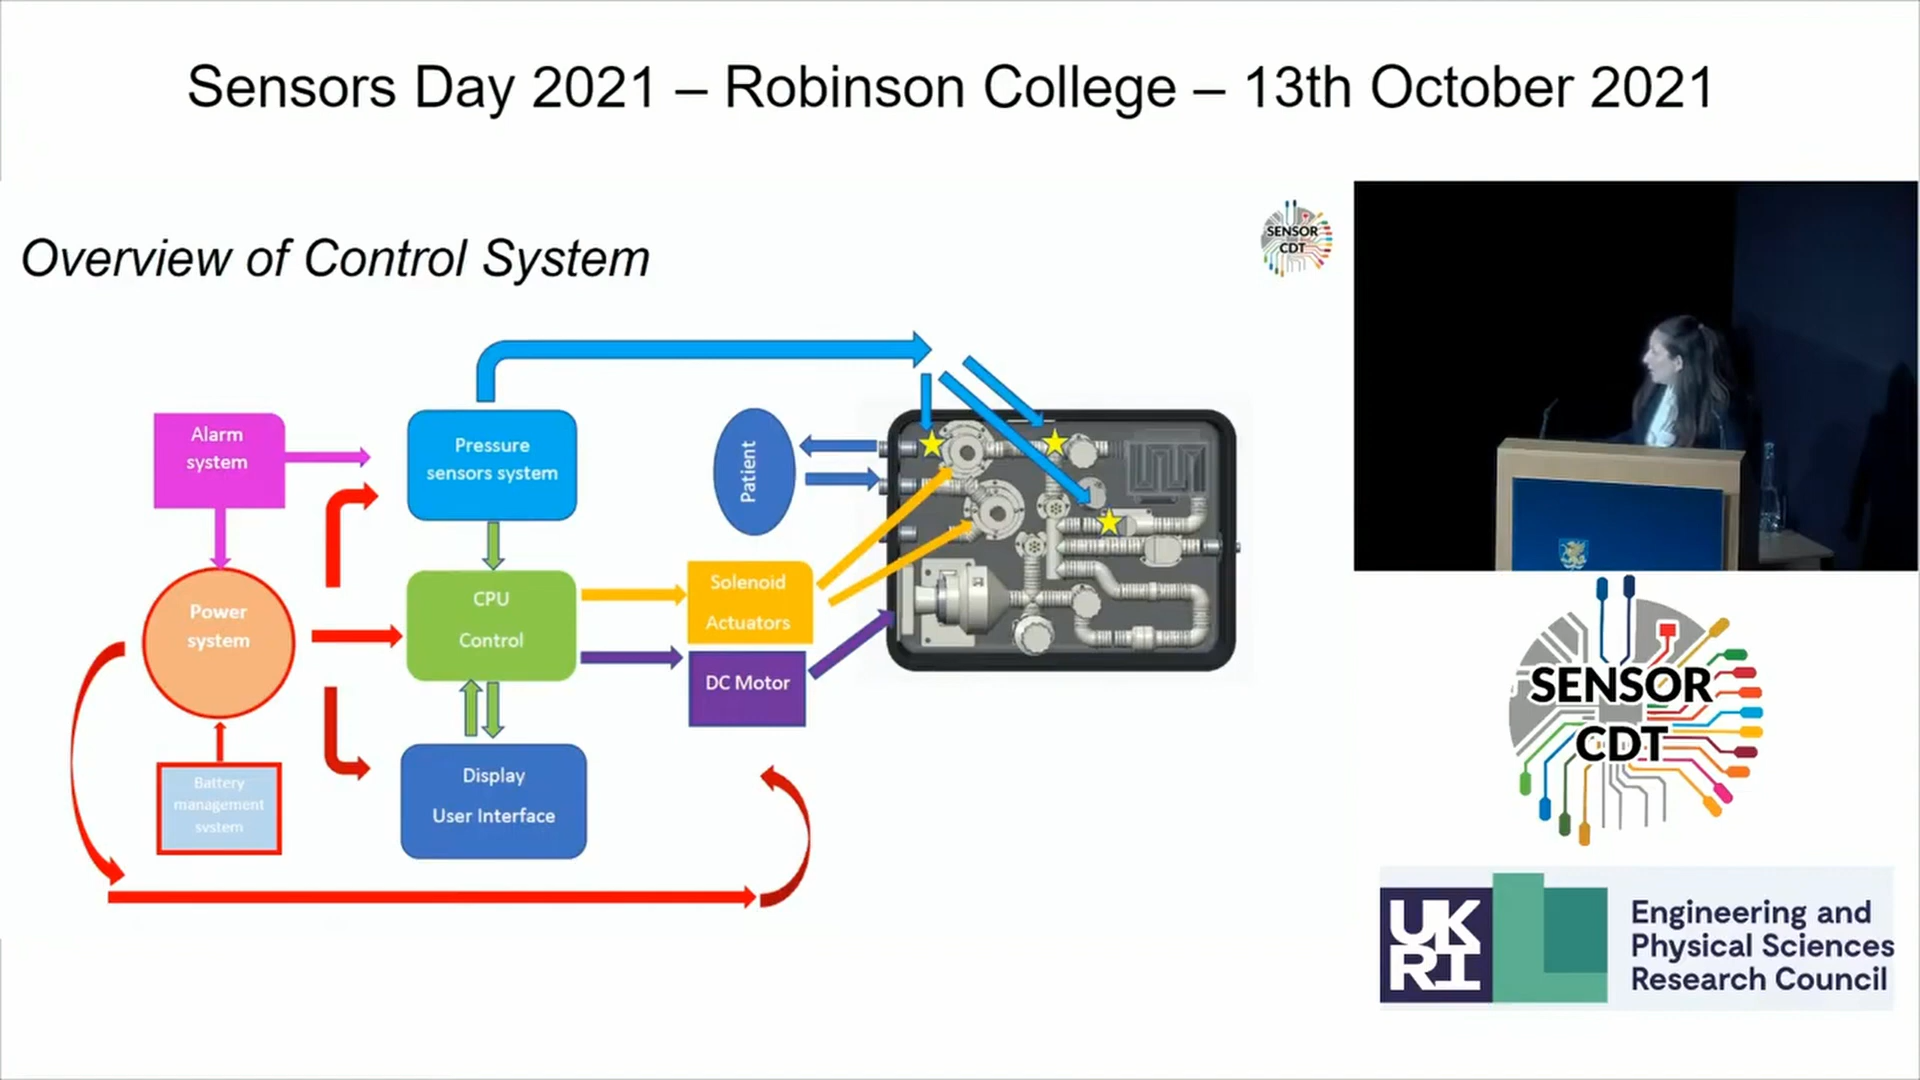 Sensors Day 2021 – Robinson College – 13th October 2021
Overview of Control System
SENSOR
CDT
Alarm
system
Pressure
sensors system
Patient
Power
system
CPU
Control
Solenoid
Actuators
DC Motor
Battery
management
system
Display
User Interface
SENSOR
CDT
UK
RI
Engineering and
Physical Sciences
Research Council